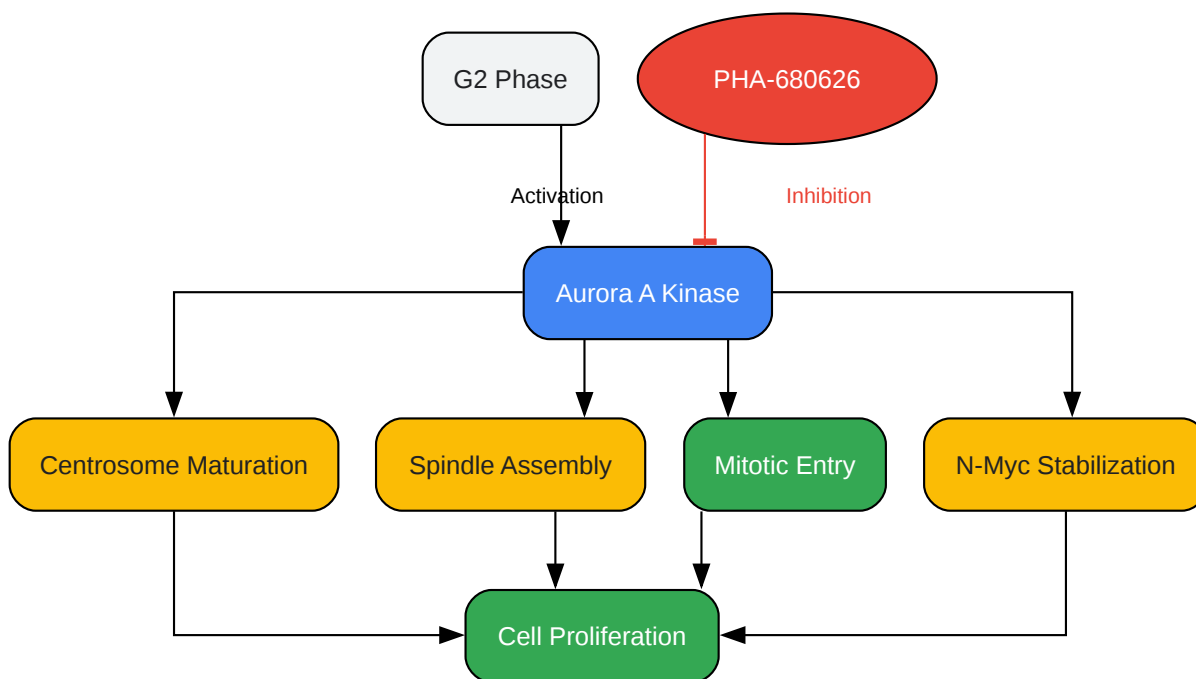 G2 Phase
PHA-680626
Activation
Inhibition
Aurora A Kinase
Centrosome Maturation
Spindle Assembly
Mitotic Entry
N-Myc Stabilization
Cell Proliferation